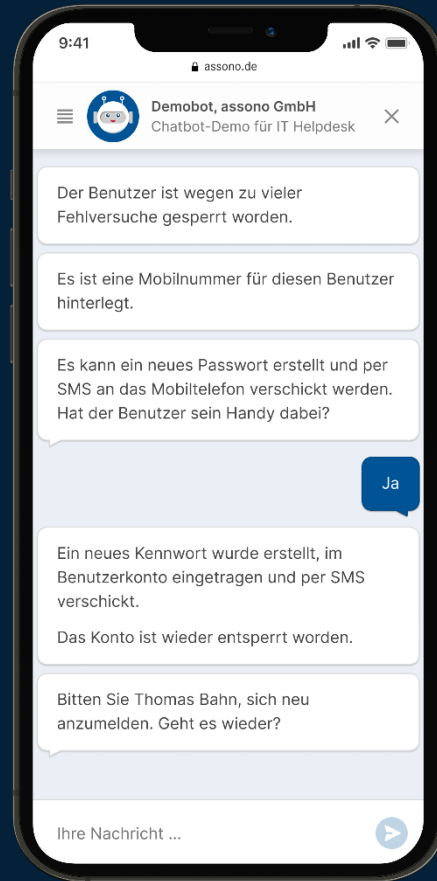 9:41
assono.de
Demobot, assono GmbH
Chatbot-Demo für IT Helpdesk
Der Benutzer ist wegen zu vieler
Fehlversuche gesperrt worden.
Es ist eine Mobilnummer für diesen Benutzer
hinterlegt.
Es kann ein neues Passwort erstellt und per
SMS an das Mobiltelefon verschickt werden.
Hat der Benutzer sein Handy dabei?
Ja
Ein neues Kennwort wurde erstellt, im
Benutzerkonto eingetragen und per SMS
verschickt.
Das Konto ist wieder entsperrt worden.
Bitten Sie Thomas Bahn, sich neu
anzumelden. Geht es wieder?
Ihre Nachricht ...